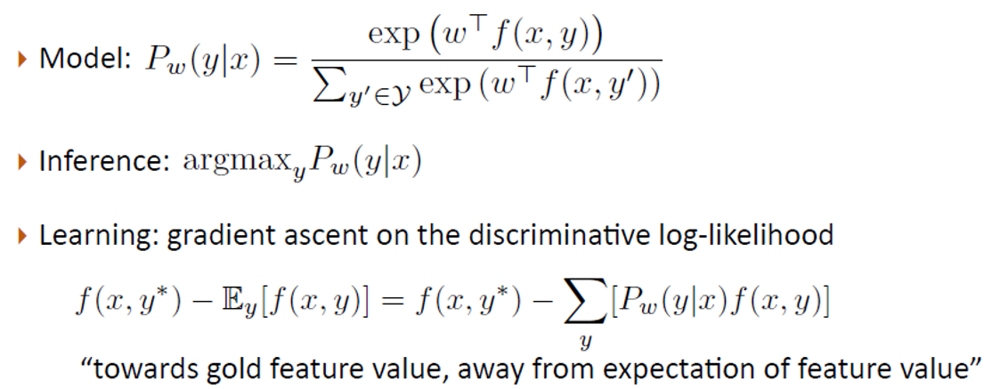 ▸ Model: $P_w(y|x) = \frac{\exp\left(w^\top f(x, y)\right)}{\sum_{y' \in \mathcal{Y}} \exp\left(w^\top f(x, y')\right)}$
▸ Inference: $\mathrm{argmax}_y P_w(y|x)$
▸ Learning: gradient ascent on the discriminative log-likelihood
$f(x, y^*) - \mathbb{E}_y[f(x, y)] = f(x, y^*) - \sum_y [P_w(y|x) f(x, y)]$
“towards gold feature value, away from expectation of feature value”